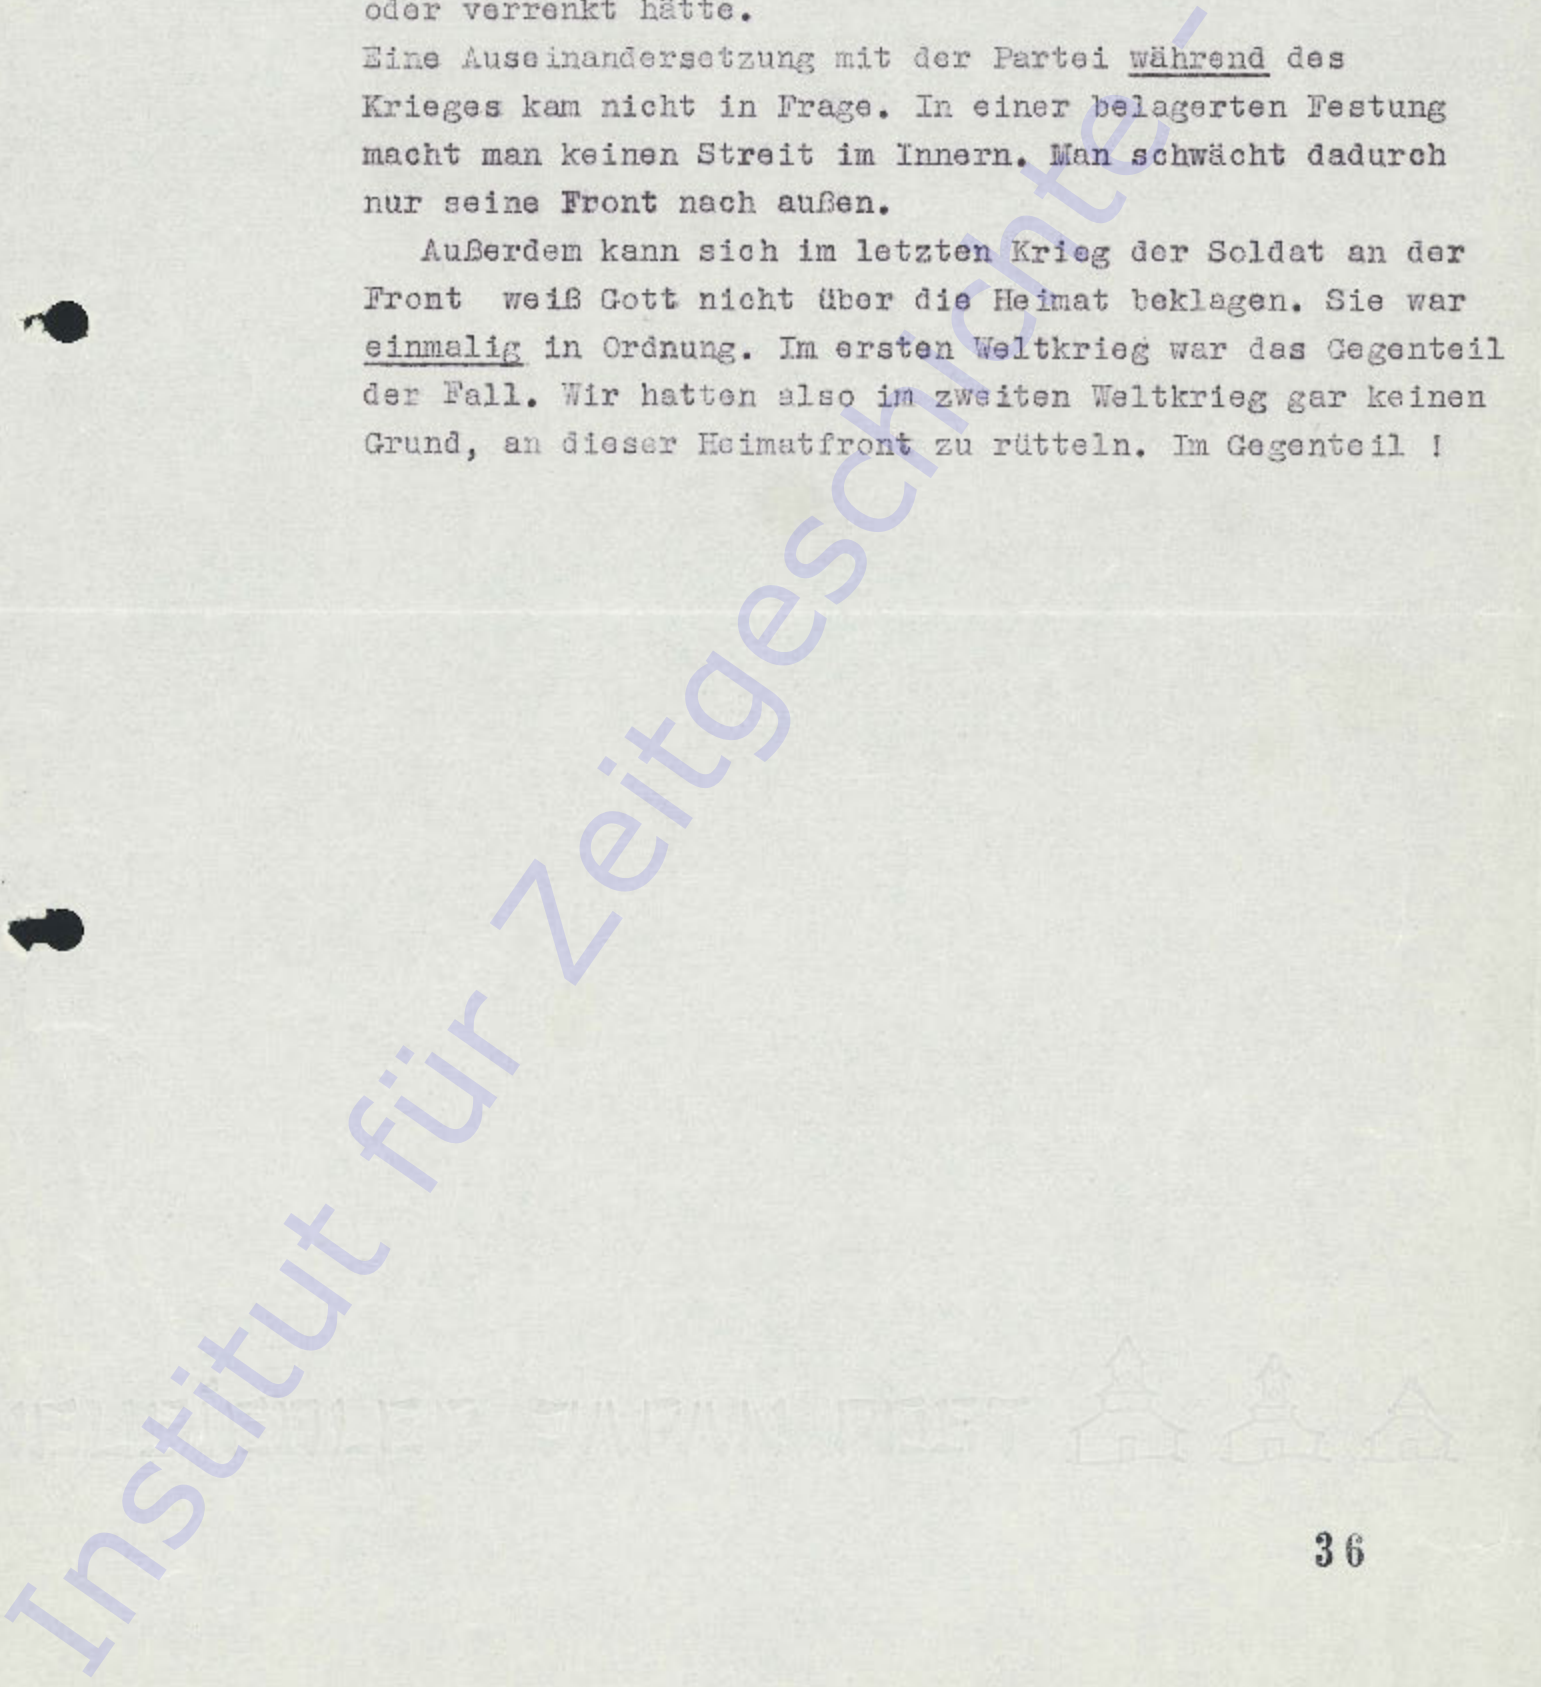 oder verrenkt hätte.
Eine Auseinandersetzung mit der Partei während des
Krieges kam nicht in Frage. In einer belagerten Festung
macht man keinen Streit im Innern. Man schwächt dadurch
nur seine Front nach außen.
Außerdem kann sich im letzten Krieg der Soldat an der
Front weiß Gott nicht über die Heimat beklagen. Sie war
einmalig in Ordnung. Im ersten Weltkrieg war das Gegenteil
der Fall. Wir hatten also im zweiten Weltkrieg gar keinen
Grund, an dieser Heimatfront zu rütteln. Im Gegenteil !
Institut für Zeitgeschichte -
36